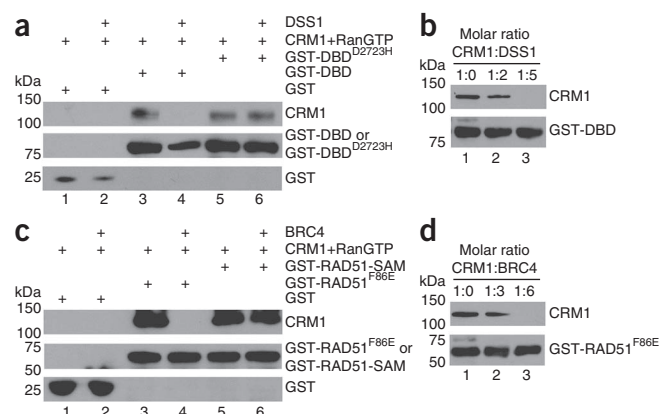 a
+ + + DSS1
+ + + + + + CRM1+RanGTP
+ + GST-DBD^D2723H
+ + GST-DBD
+ + GST
kDa
150
100
CRM1
75
GST-DBD or
GST-DBD^D2723H
25
GST
1 2 3 4 5 6
b
Molar ratio
CRM1:DSS1
kDa
1:0 1:2 1:5
150
100
CRM1
75
GST-DBD
1 2 3
c
+ + + BRC4
+ + + + + + CRM1+RanGTP
+ + GST-RAD51-SAM
+ + GST-RAD51^F86E
+ + GST
kDa
150
100
CRM1
75
50
GST-RAD51^F86E or
GST-RAD51-SAM
25
GST
1 2 3 4 5 6
d
Molar ratio
CRM1:BRC4
kDa
1:0 1:3 1:6
150
100
CRM1
75
50
GST-RAD51^F86E
1 2 3